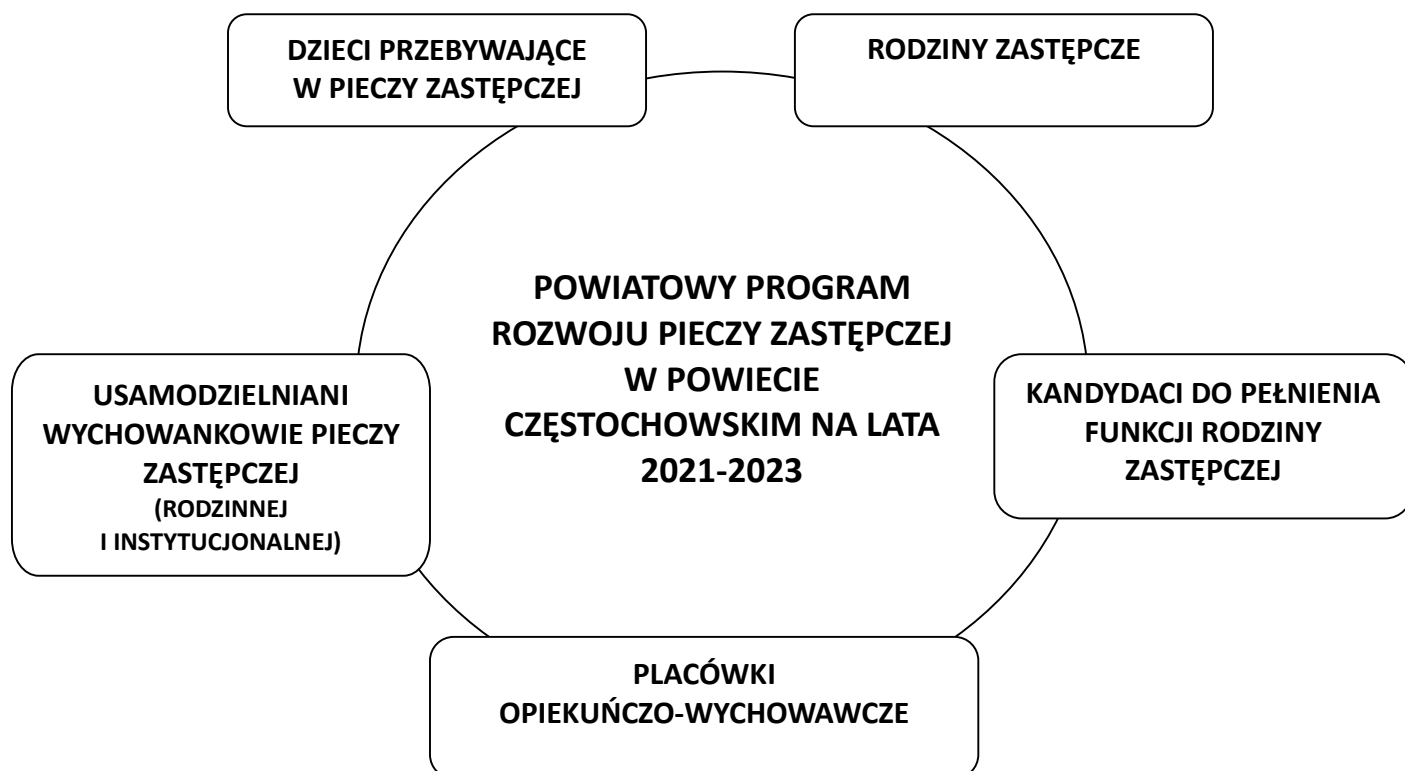 DZIECI PRZEBYWAJĄCE
W PIECZY ZASTĘPCZEJ
RODZINY ZASTĘPCZE
POWIATOWY PROGRAM
ROZWOJU PIECZY ZASTĘPCZEJ
W POWIECIE
CZĘSTOCHOWSKIM NA LATA
2021-2023
USAMODZIELNIANI
WYCHOWANKOWIE PIECZY
ZASTĘPCZEJ
(RODZINNEJ
I INSTYTUCJONALNEJ)
KANDYDACI DO PEŁNIENIA
FUNKCJI RODZINY
ZASTĘPCZEJ
PLACÓWKI
OPIEKUŃCZO-WYCHOWAWCZE